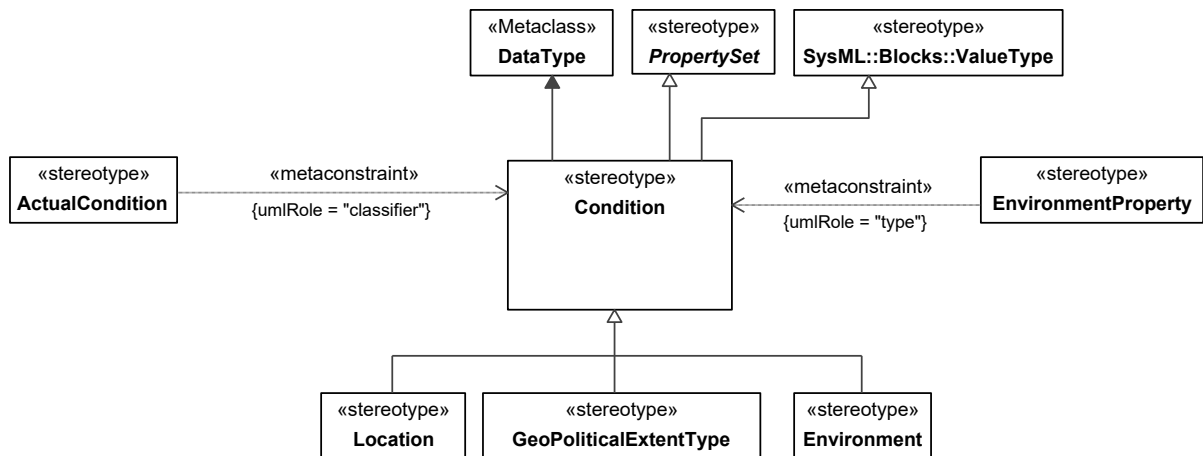 «Metaclass»
DataType
«stereotype»
PropertySet
«stereotype»
SysML::Blocks::ValueType
«stereotype»
ActualCondition
«metaconstraint»
{umlRole = "classifier"}
«stereotype»
Condition
«metaconstraint»
{umlRole = "type"}
«stereotype»
EnvironmentProperty
«stereotype»
Location
«stereotype»
GeoPoliticalExtentType
«stereotype»
Environment